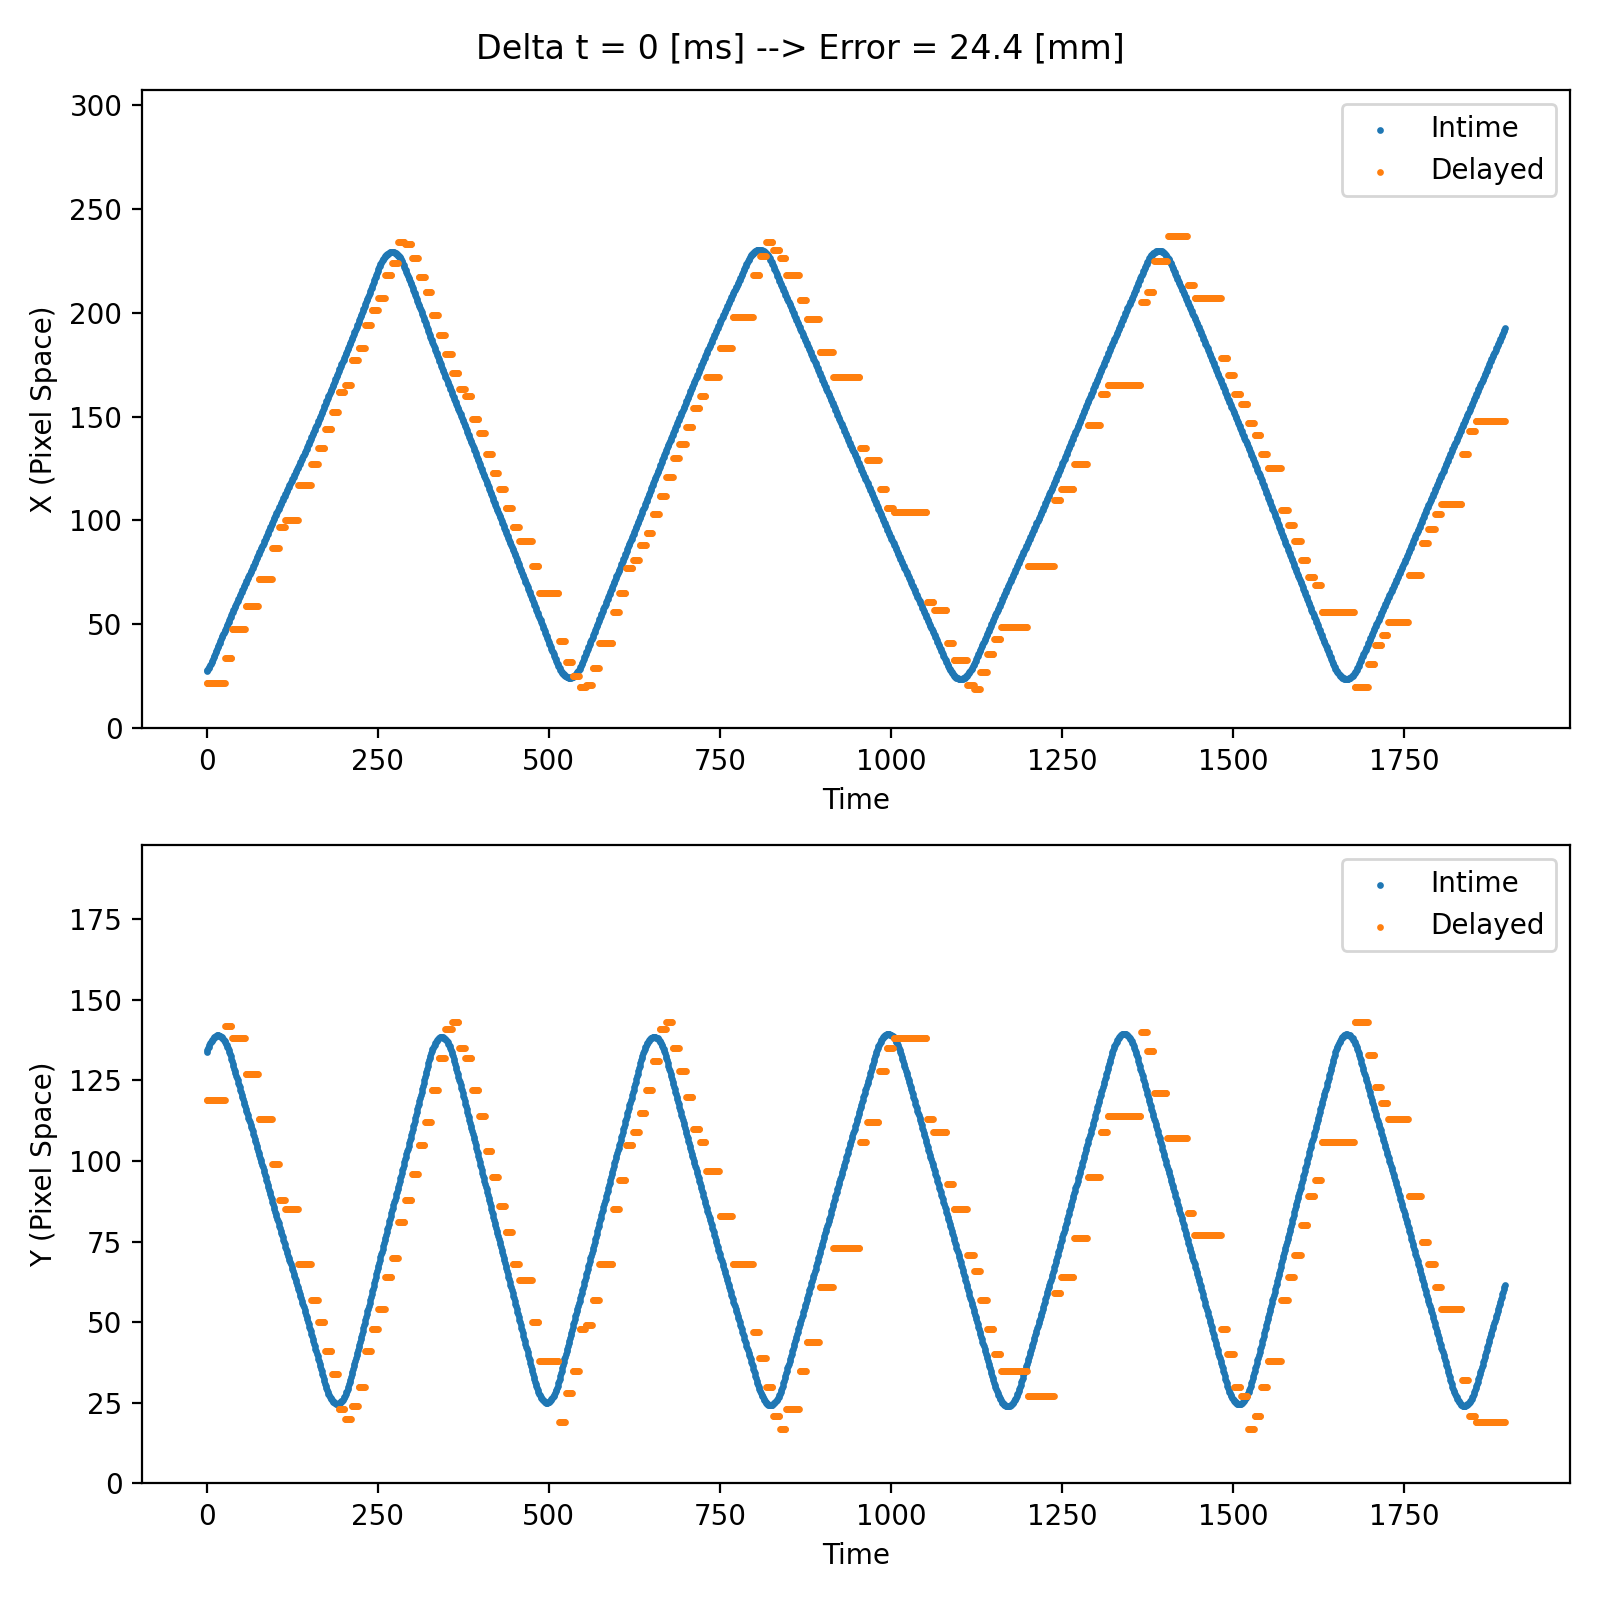 Delta t = 0 [ms] --> Error = 24.4 [mm]
300
250
200
150
100
50
0
X (Pixel Space)
Intime
Delayed
0 250 500 750 1000 1250 1500 1750
Time
175
150
125
100
75
50
25
0
Y (Pixel Space)
Intime
Delayed
0 250 500 750 1000 1250 1500 1750
Time